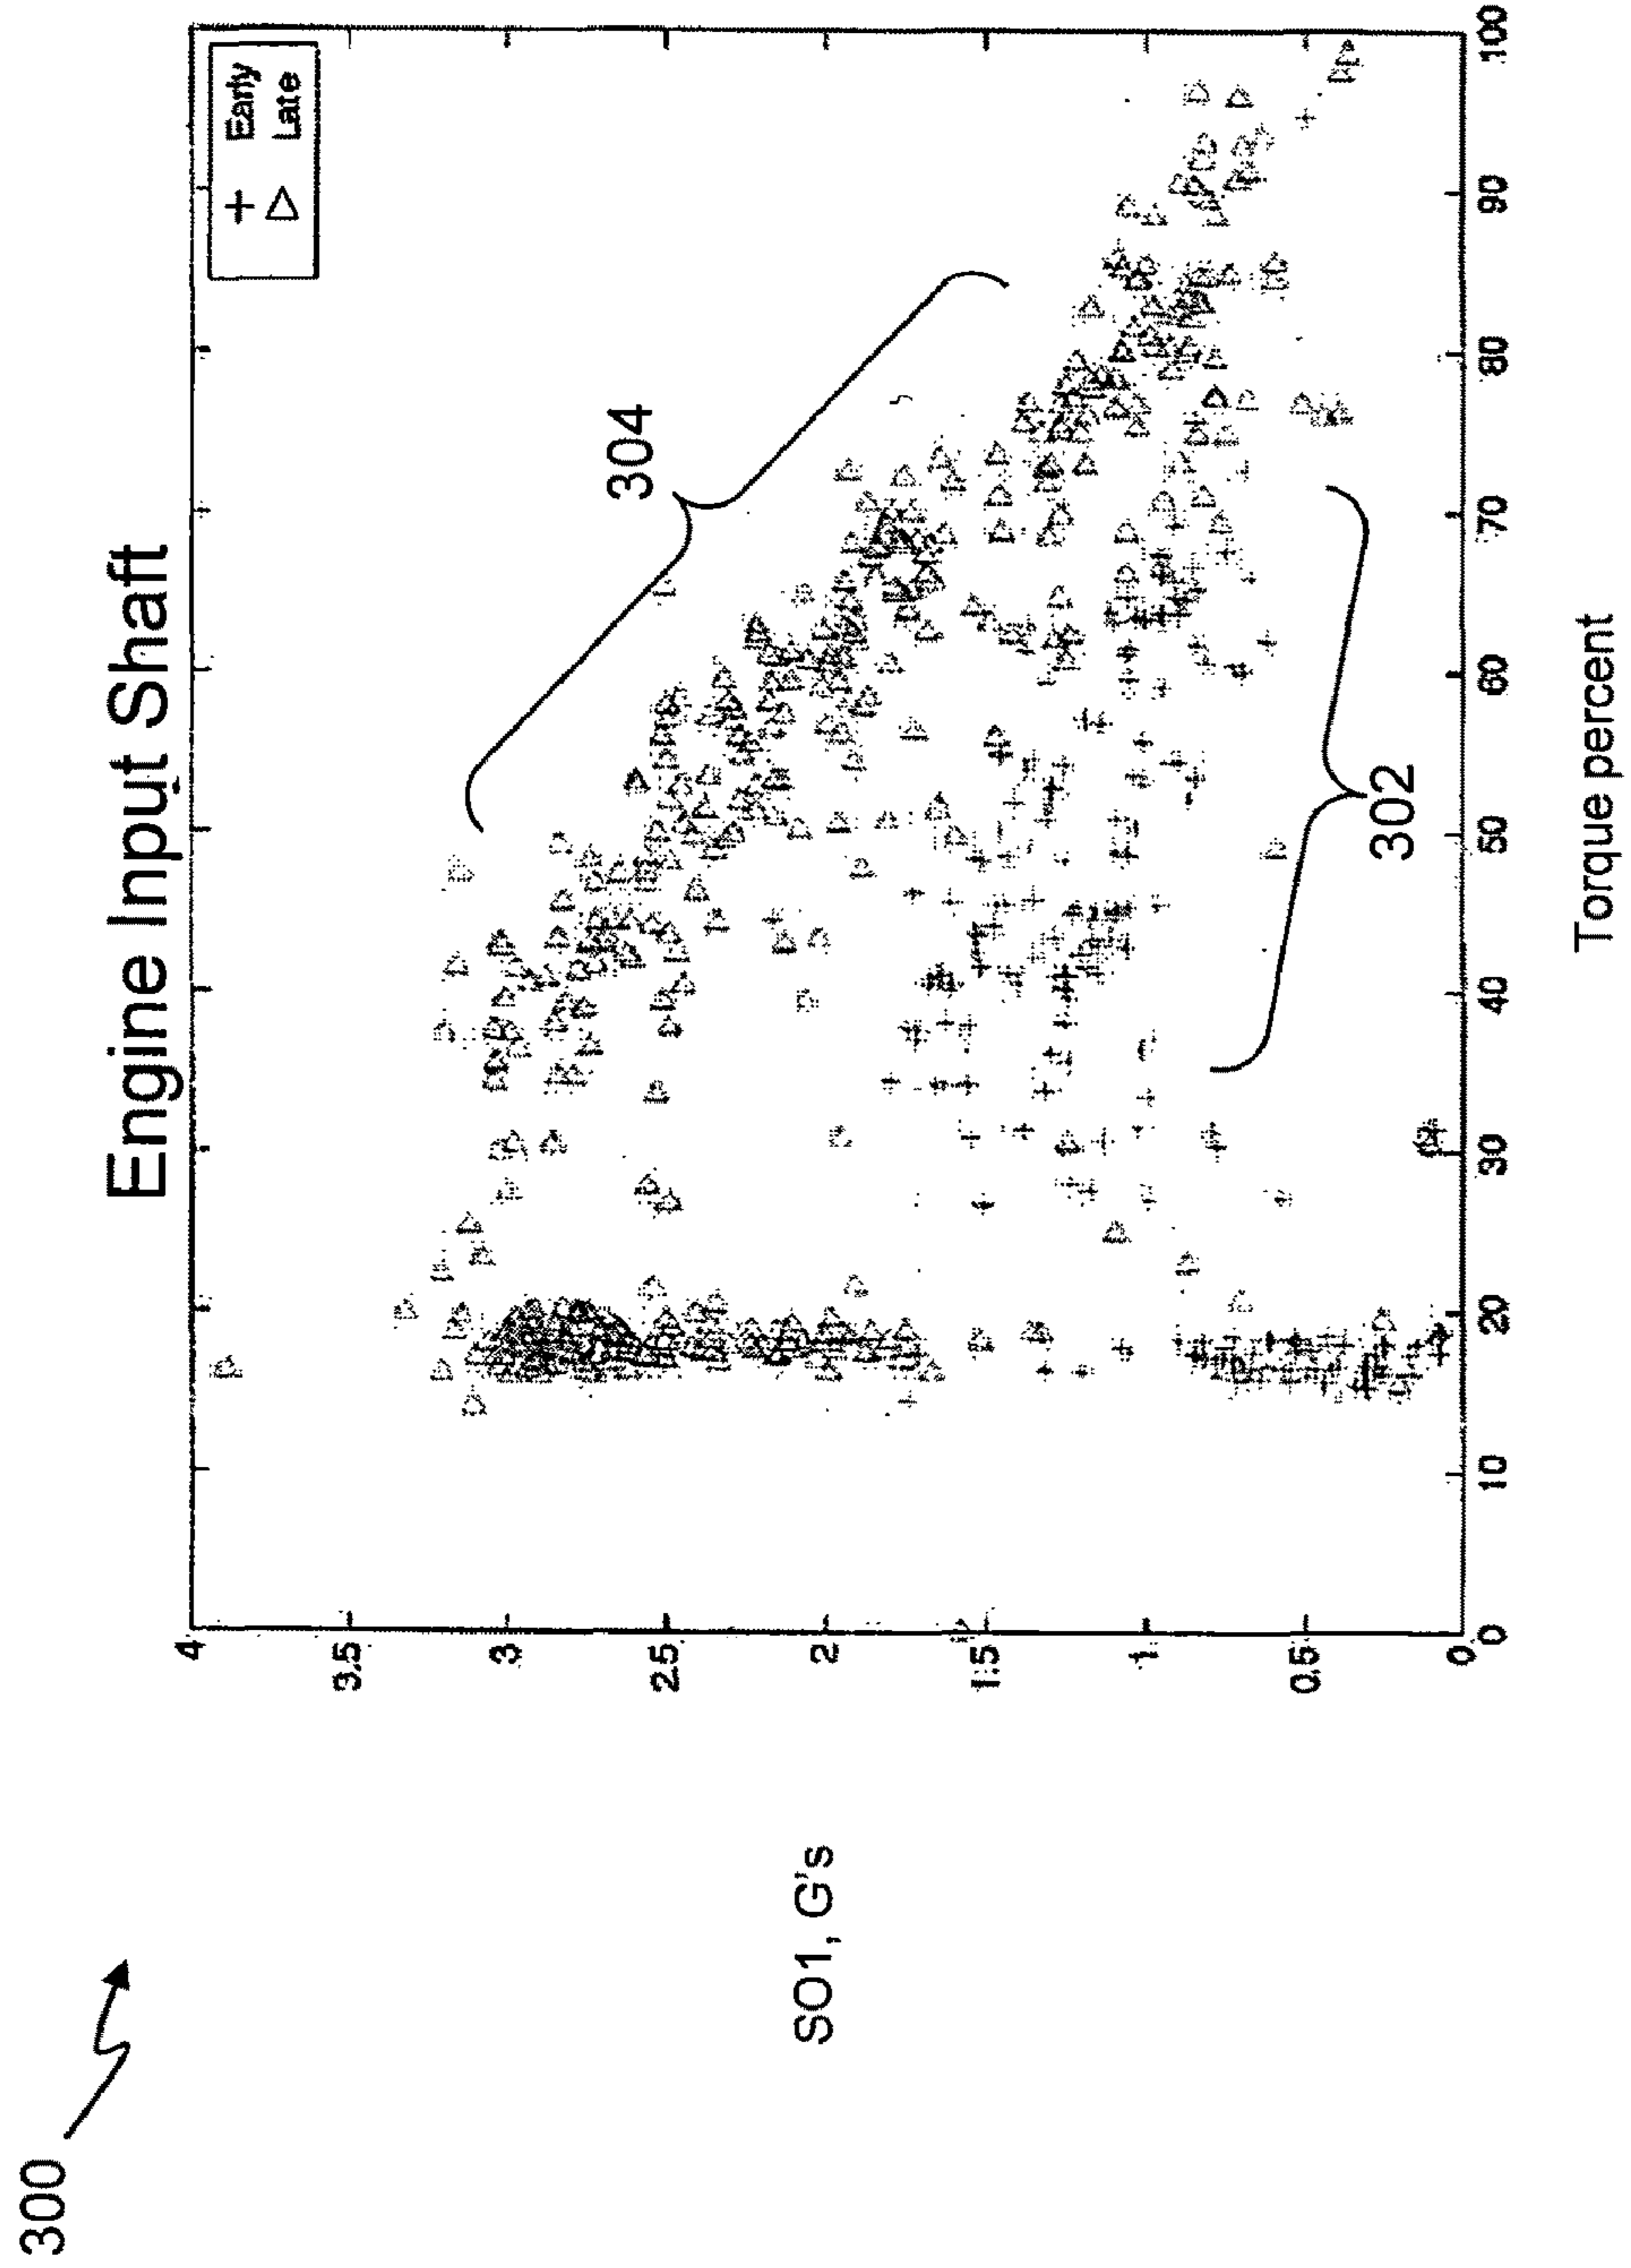 300
Engine Input Shaft
Early
Late
304
302
SO1, G's
4
3.5
3
2.5
2
1.5
1
0.5
0
0 10 20 30 40 50 60 70 80 90 100
Torque percent